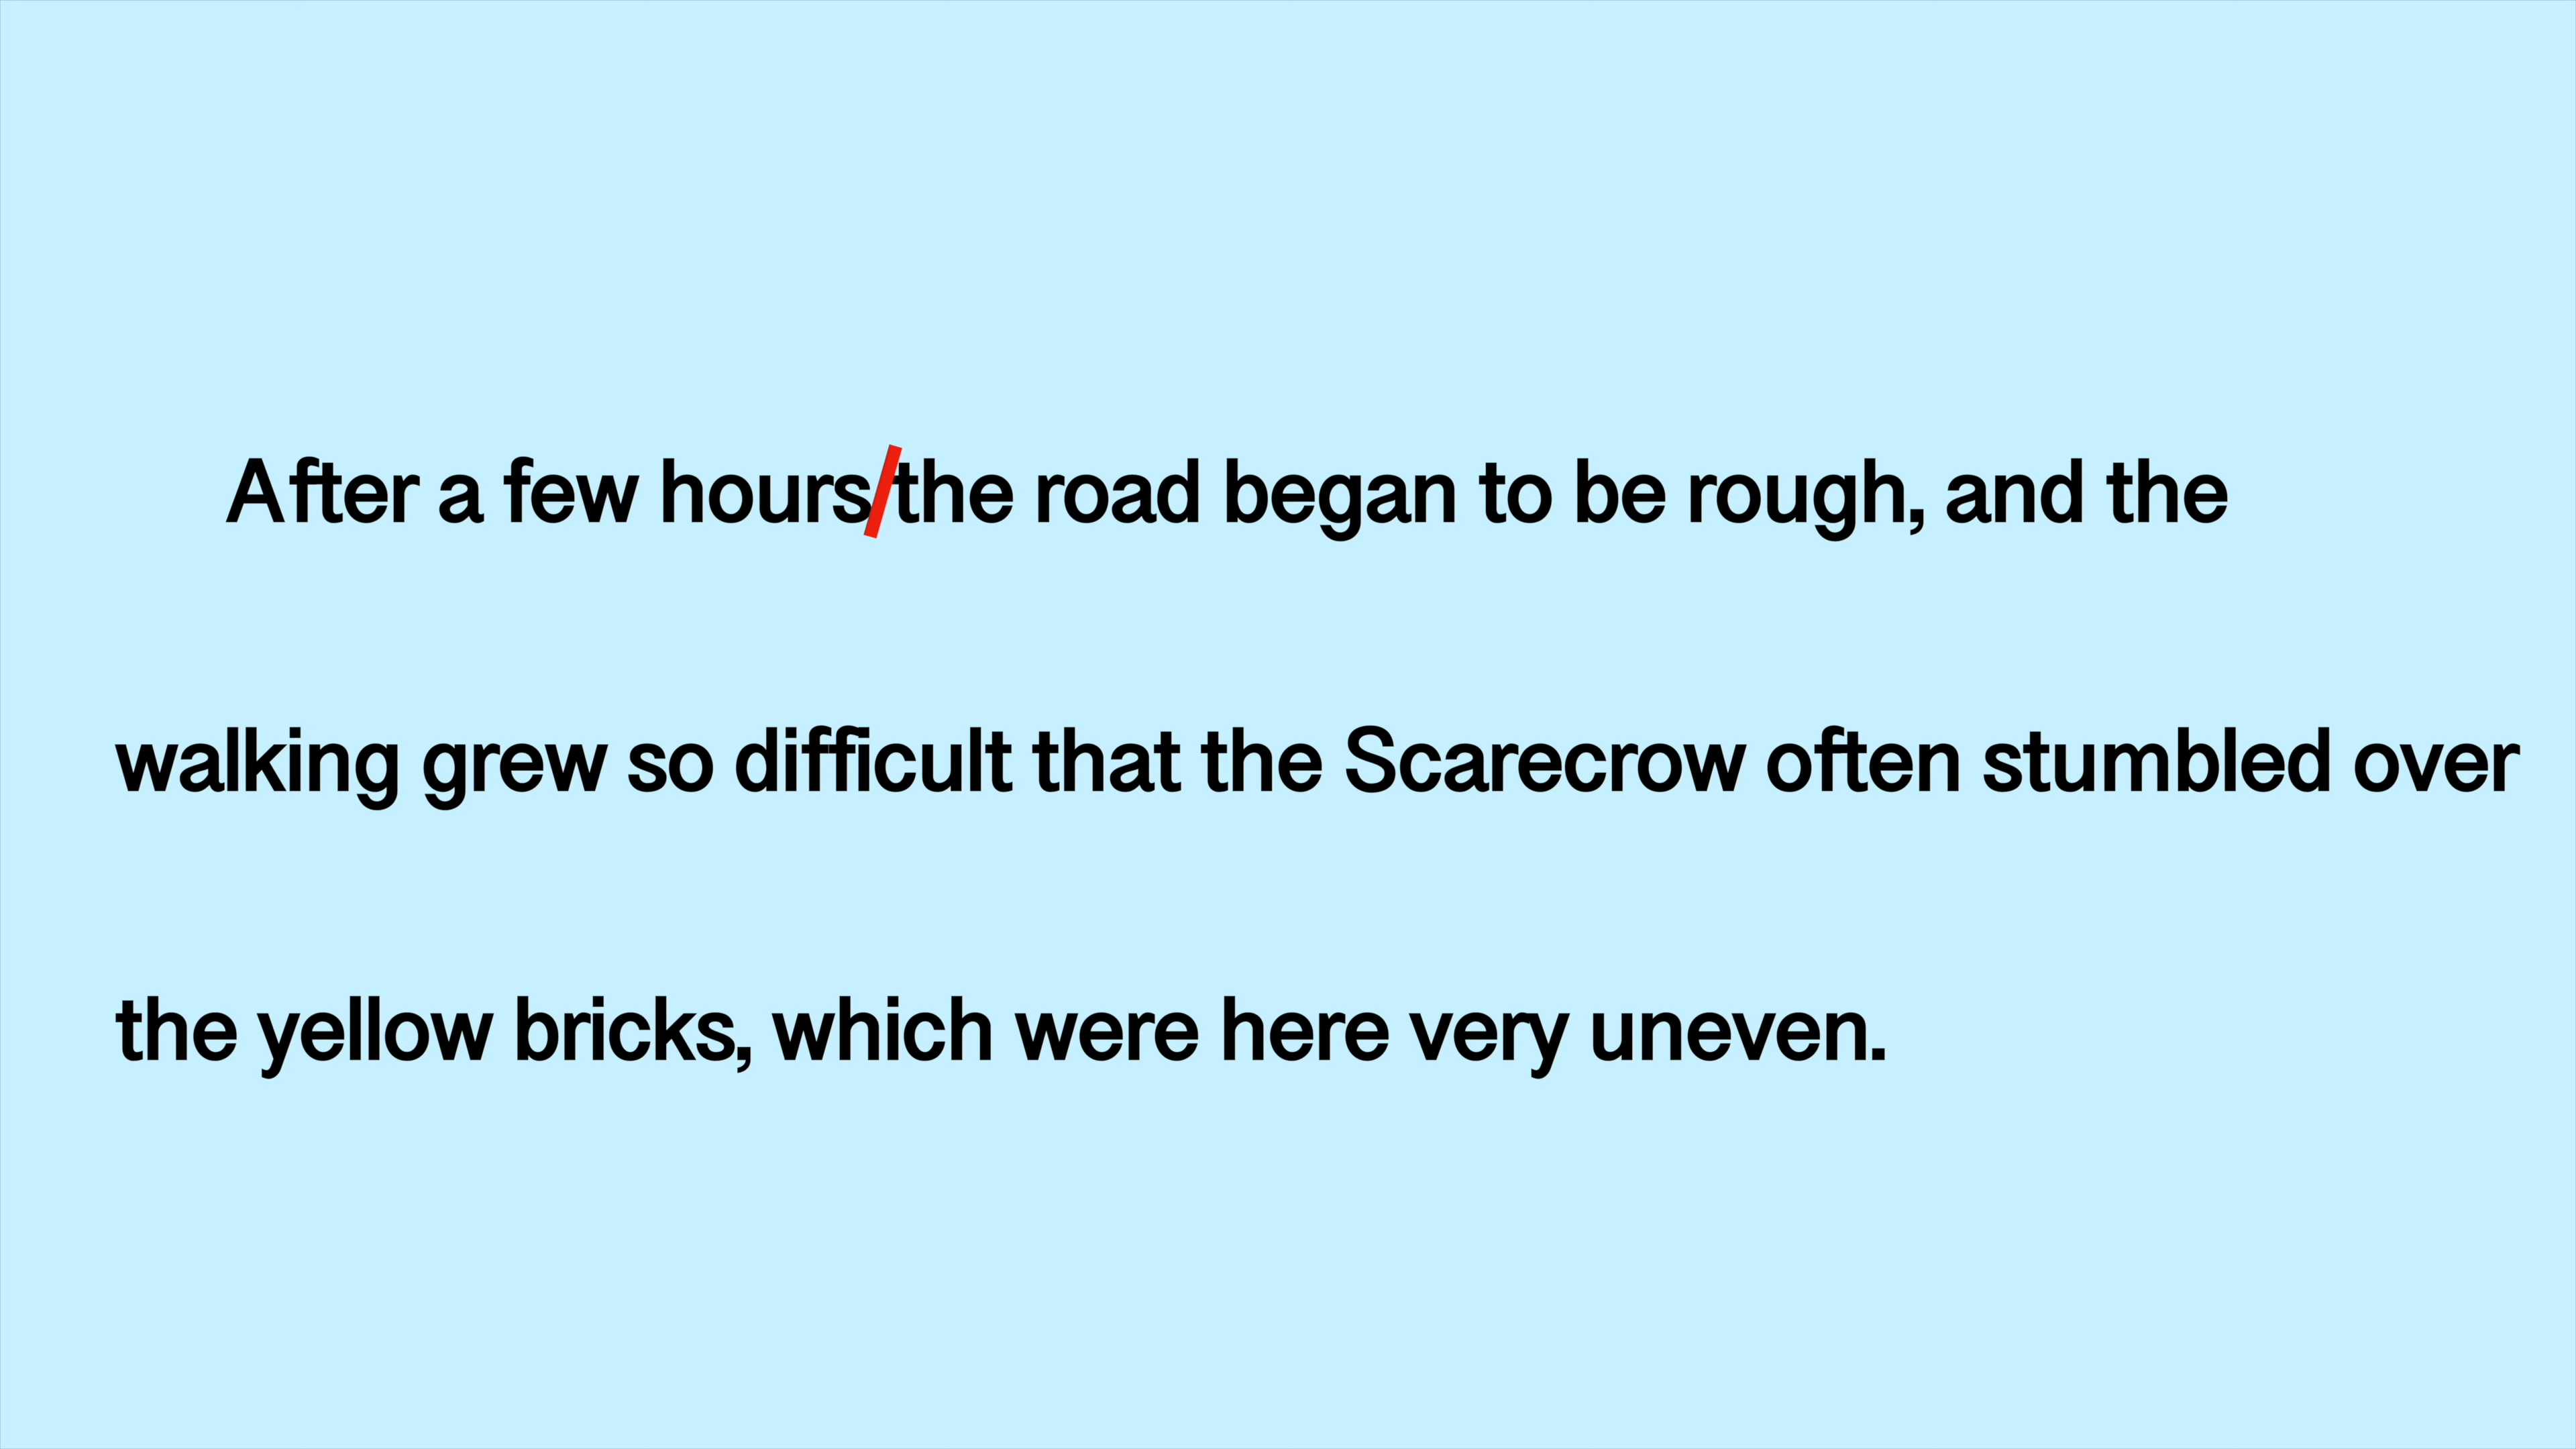 After a few hours/the road began to be rough, and the
walking grew so difficult that the Scarecrow often stumbled over
the yellow bricks, which were here very uneven.